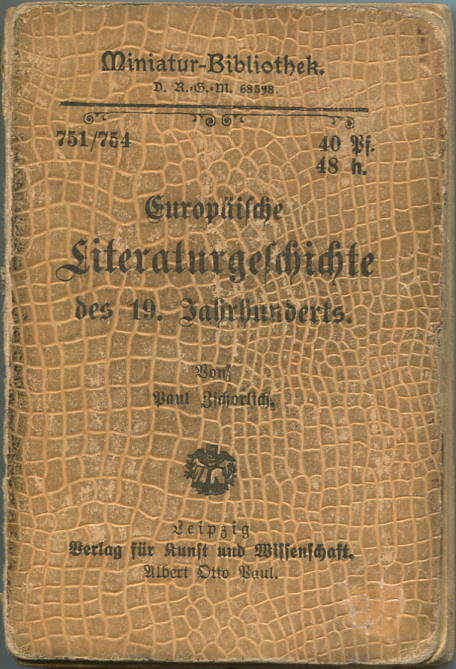 Miniatur-Bibliothek.
D. R.-G.-M. 68598.
751/754
40 Pf.
48 h.
Europäische
Literaturgeschichte
des 19. Jahrhunderts.
Von
Paul Zschorlich.
Leipzig
Verlag für Kunst und Wissenschaft.
Albert Otto Paul.